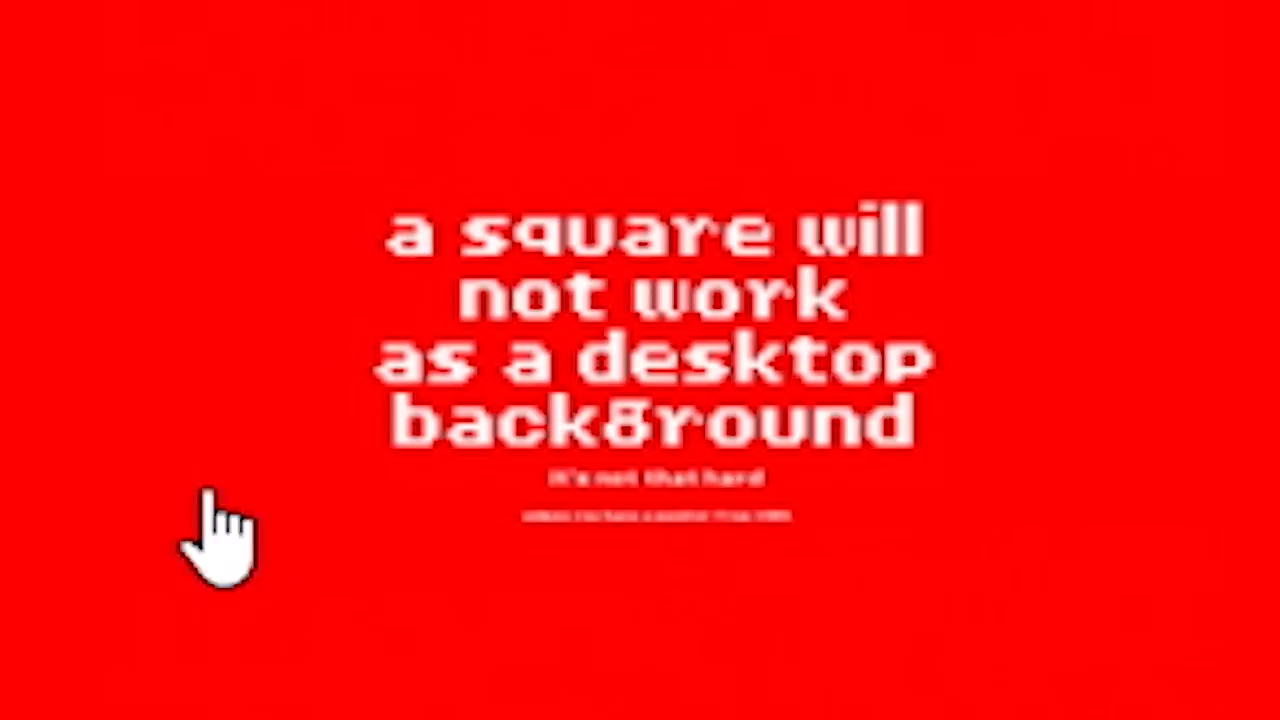 a square will
not work
as a desktop
background
it's not that hard